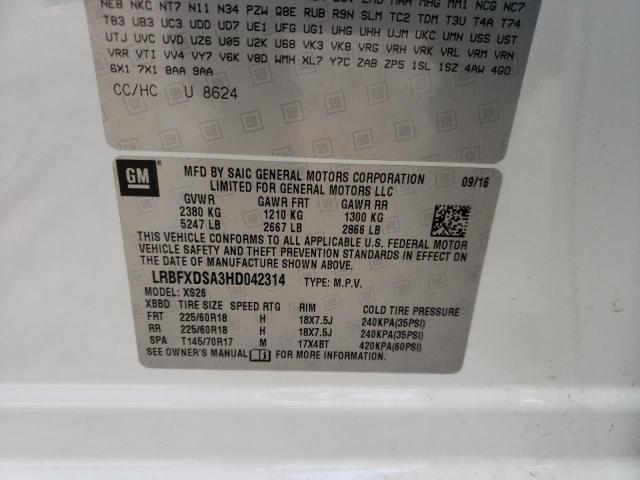 NE8 NKC NT7 N11 N34 PZW Q8E RUB R9N SLM TC2 TDM T3U T4A T74
T83 UB3 UC3 UDD UD7 UE1 UFG UG1 UHG UHH UJM UKC UMN USS UST
UTJ UVC UVD UZ6 U05 U2K U68 VK3 VK8 VRG VRH VRK VRL VRM VRN
VRR VTI VV4 VY7 V6K V8D WMH XL7 Y7C ZAB ZP5 1SL 1SZ 4AW 4G0
6X1 7X1 8AA 9AA
CC/HC U 8624
GM
MFD BY SAIC GENERAL MOTORS CORPORATION 09/16
LIMITED FOR GENERAL MOTORS LLC
GVWR GAWR FRT GAWR RR
2380 KG 1210 KG 1300 KG
5247 LB 2667 LB 2866 LB
THIS VEHICLE CONFORMS TO ALL APPLICABLE U.S. FEDERAL MOTOR
VEHICLE SAFETY AND THEFT PREVENTION STANDARDS IN EFFECT
ON THE DATE OF MANUFACTURE SHOWN ABOVE.
LRBFXDSA3HD042314 TYPE: M.P.V.
MODEL: XS26
XBBD TIRE SIZE SPEED RTG RIM COLD TIRE PRESSURE
FRT 225/60R18 H 18X7.5J 240KPA(35PSI)
RR 225/60R18 H 18X7.5J 240KPA(35PSI)
SPA T145/70R17 M 17X4BT 420KPA(60PSI)
SEE OWNER'S MANUAL FOR MORE INFORMATION.